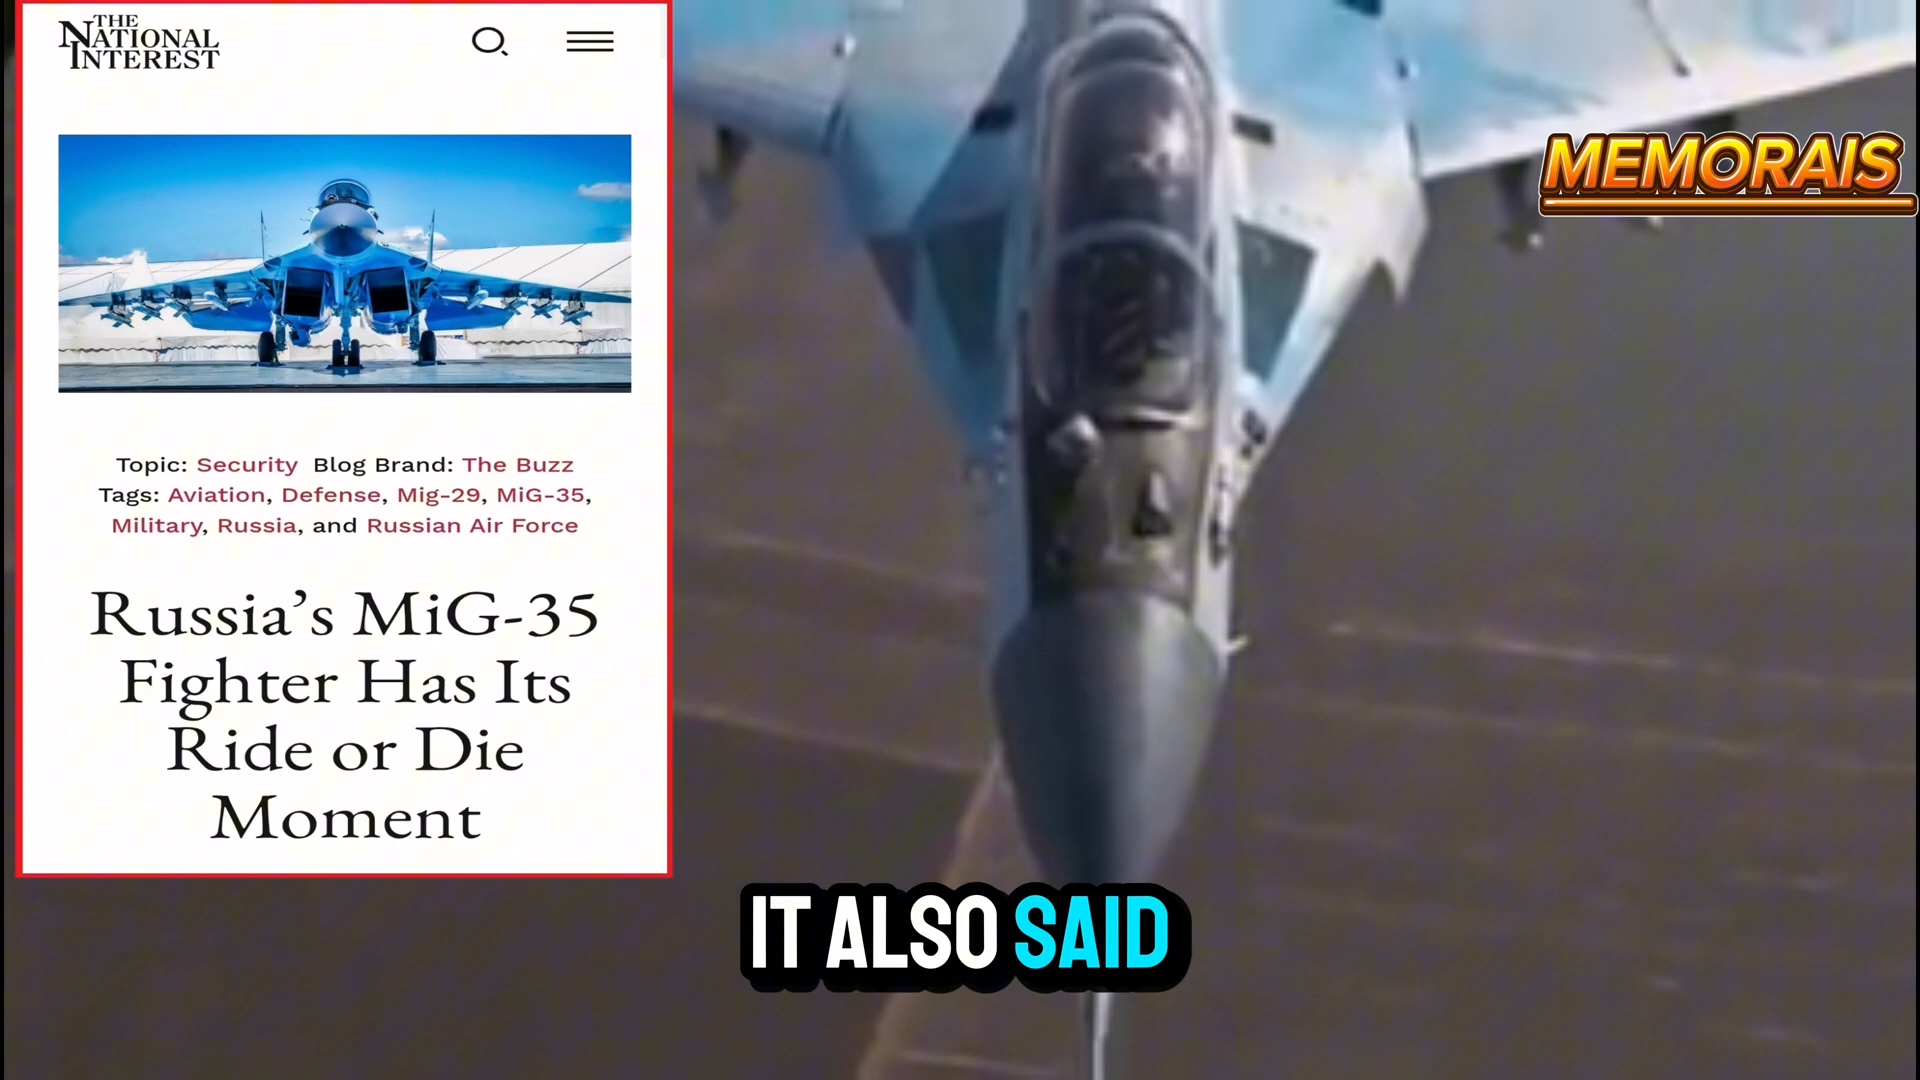 THE
NATIONAL
INTEREST
MEMORAIS
Topic: Security Blog Brand: The Buzz
Tags: Aviation, Defense, Mig-29, MiG-35,
Military, Russia, and Russian Air Force
Russia’s MiG-35
Fighter Has Its
Ride or Die
Moment
IT ALSO SAID